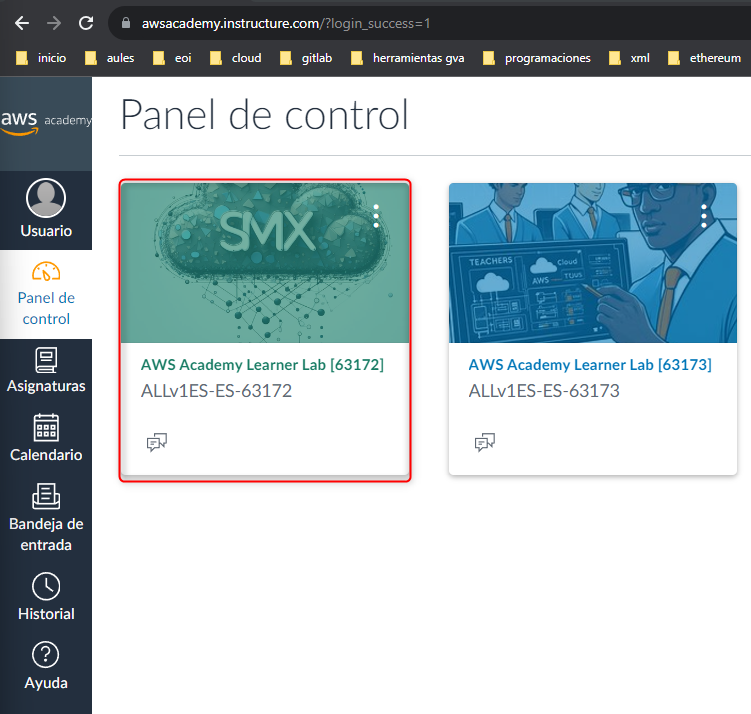 awsacademy.instructure.com/?login_success=1
inicio aules eoi cloud gitlab herramientas gva programaciones xml ethereum
aws academy
Usuario
Panel de
control
Asignaturas
Calendario
Bandeja de
entrada
Historial
Ayuda
Panel de control
SMX
AWS Academy Learner Lab [63172]
ALLv1ES-ES-63172
TEACHERS
Cloud
AWS
AWS Academy Learner Lab [63173]
ALLv1ES-ES-63173